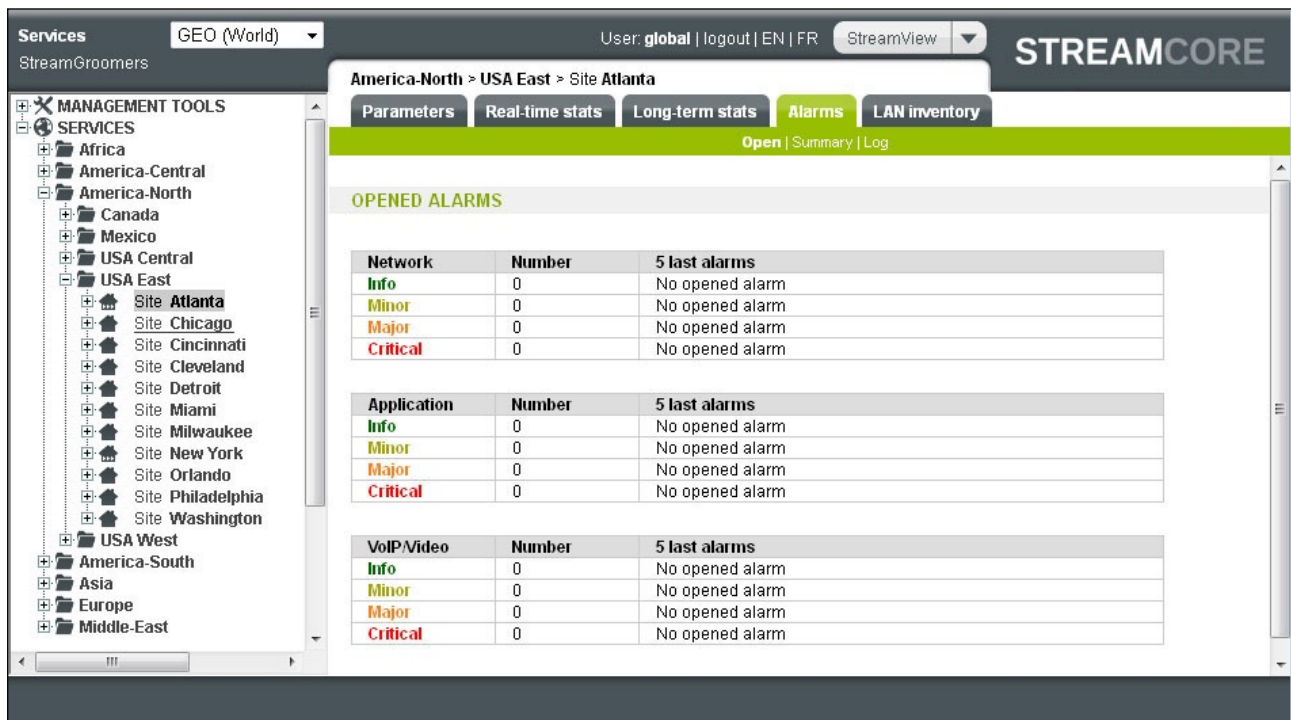 Services GEO (World)
StreamGroomers
User: global | logout | EN | FR StreamView
STREAMCORE
MANAGEMENT TOOLS
SERVICES
Africa
America-Central
America-North
Canada
Mexico
USA Central
USA East
Site Atlanta
Site Chicago
Site Cincinnati
Site Cleveland
Site Detroit
Site Miami
Site Milwaukee
Site New York
Site Orlando
Site Philadelphia
Site Washington
USA West
America-South
Asia
Europe
Middle-East
America-North > USA East > Site Atlanta
Parameters Real-time stats Long-term stats Alarms LAN inventory
Open | Summary | Log
OPENED ALARMS
Network Number 5 last alarms
Info 0 No opened alarm
Minor 0 No opened alarm
Major 0 No opened alarm
Critical 0 No opened alarm
Application Number 5 last alarms
Info 0 No opened alarm
Minor 0 No opened alarm
Major 0 No opened alarm
Critical 0 No opened alarm
VoIP/Video Number 5 last alarms
Info 0 No opened alarm
Minor 0 No opened alarm
Major 0 No opened alarm
Critical 0 No opened alarm